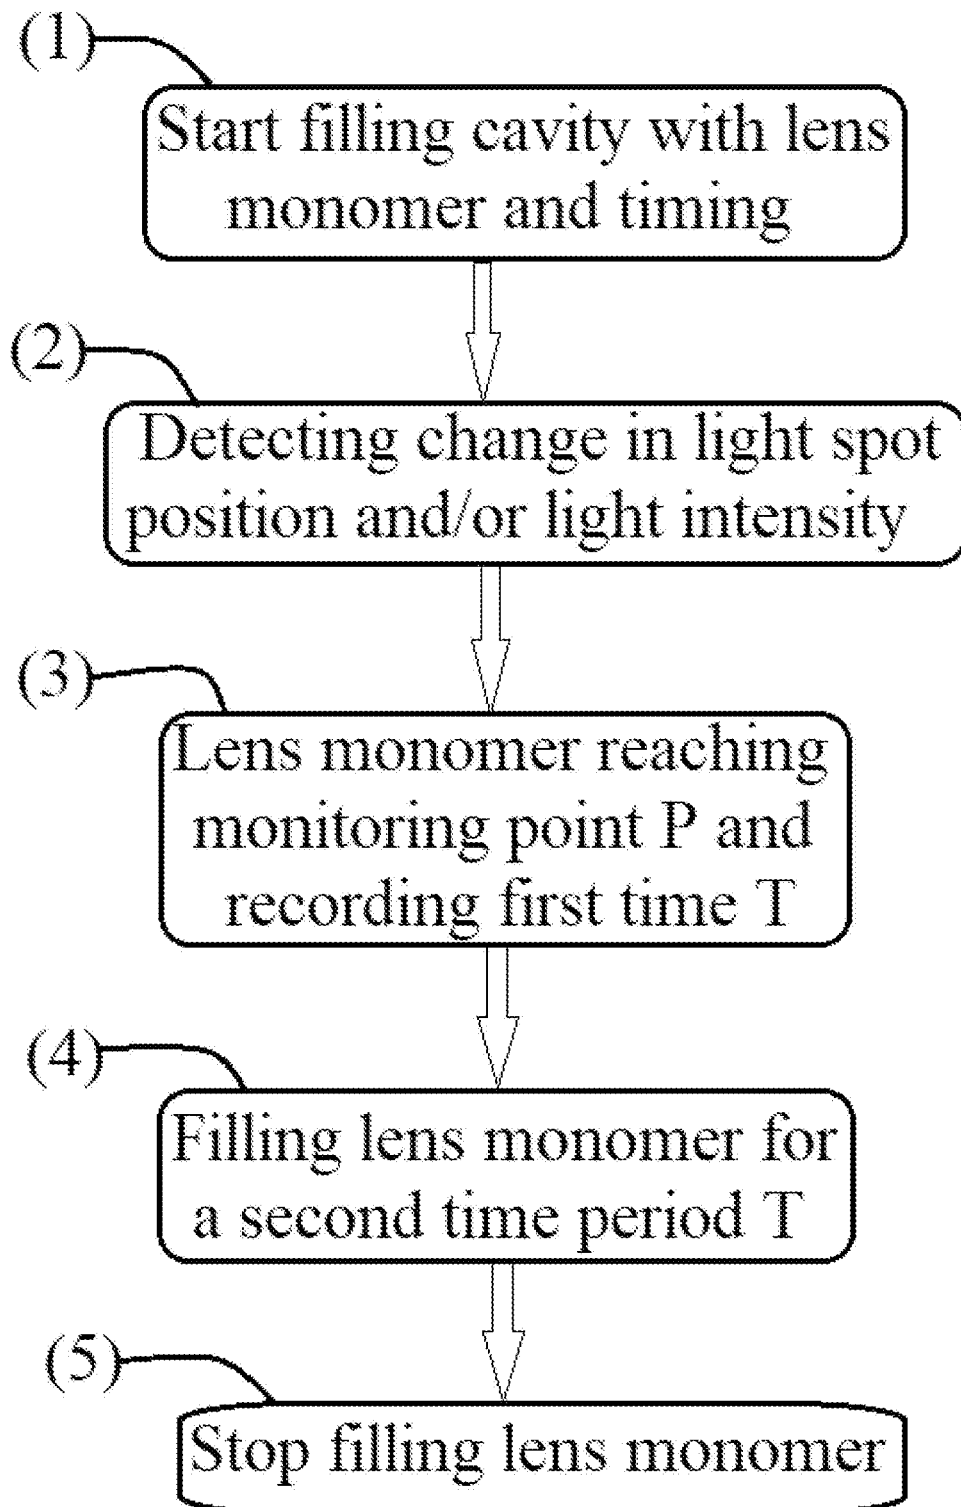 (1)
Start filling cavity with lens
monomer and timing
(2)
Detecting change in light spot
position and/or light intensity
(3)
Lens monomer reaching
monitoring point P and
recording first time T
(4)
Filling lens monomer for
a second time period T
(5)
Stop filling lens monomer